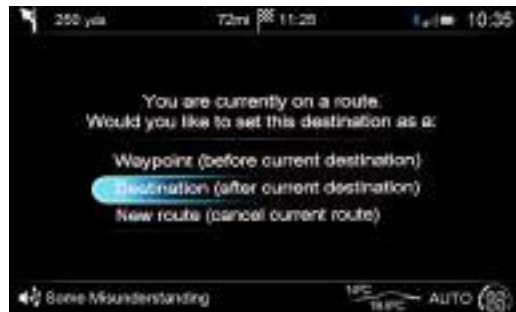 250 yds 72mi 11:25 10:35
You are currently on a route.
Would you like to set this destination as a:
Waypoint (before current destination)
Destination (after current destination)
New route (cancel current route)
Some Misunderstanding AUTO